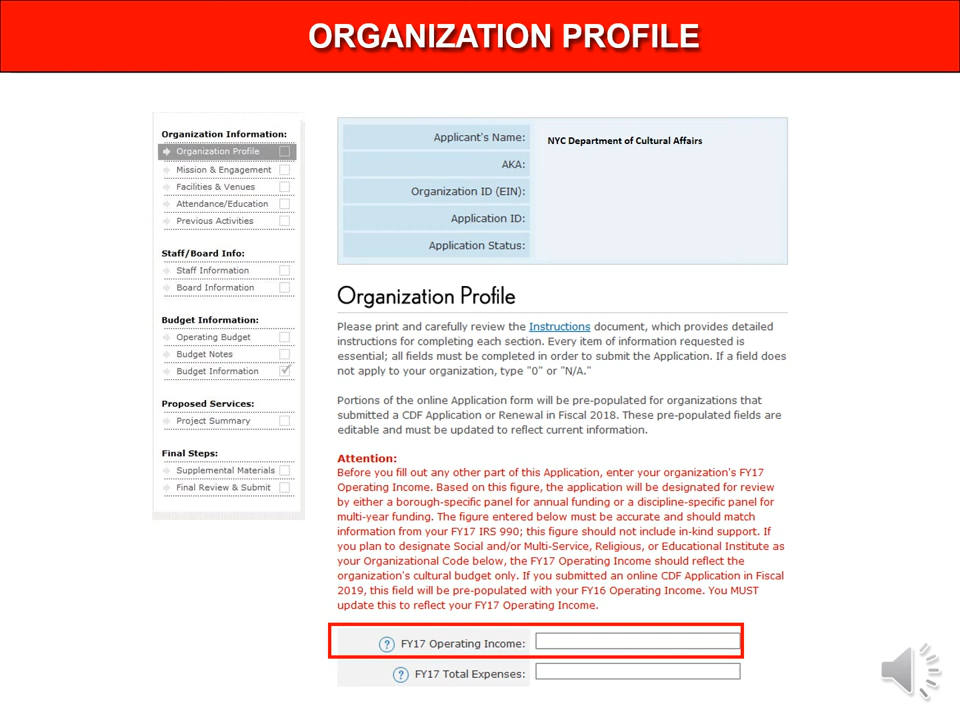 ORGANIZATION PROFILE
Organization Information:
Organization Profile
Mission & Engagement
Facilities & Venues
Attendance/Education
Previous Activities
Staff/Board Info:
Staff Information
Board Information
Budget Information:
Operating Budget
Budget Notes
Budget Information
Proposed Services:
Project Summary
Final Steps:
Supplemental Materials
Final Review & Submit
Applicant's Name: NYC Department of Cultural Affairs
AKA:
Organization ID (EIN):
Application ID:
Application Status:
Organization Profile
Please print and carefully review the Instructions document, which provides detailed
instructions for completing each section. Every item of information requested is
essential; all fields must be completed in order to submit the Application. If a field does
not apply to your organization, type "0" or "N/A."
Portions of the online Application form will be pre-populated for organizations that
submitted a CDF Application or Renewal in Fiscal 2018. These pre-populated fields are
editable and must be updated to reflect current information.
Attention:
Before you fill out any other part of this Application, enter your organization's FY17
Operating Income. Based on this figure, the application will be designated for review
by either a borough-specific panel for annual funding or a discipline-specific panel for
multi-year funding. The figure entered below must be accurate and should match
information from your FY17 IRS 990; this figure should not include in-kind support. If
you plan to designate Social and/or Multi-Service, Religious, or Educational Institute as
your Organizational Code below, the FY17 Operating Income should reflect the
organization's cultural budget only. If you submitted an online CDF Application in Fiscal
2019, this field will be pre-populated with your FY16 Operating Income. You MUST
update this to reflect your FY17 Operating Income.
? FY17 Operating Income:
? FY17 Total Expenses: